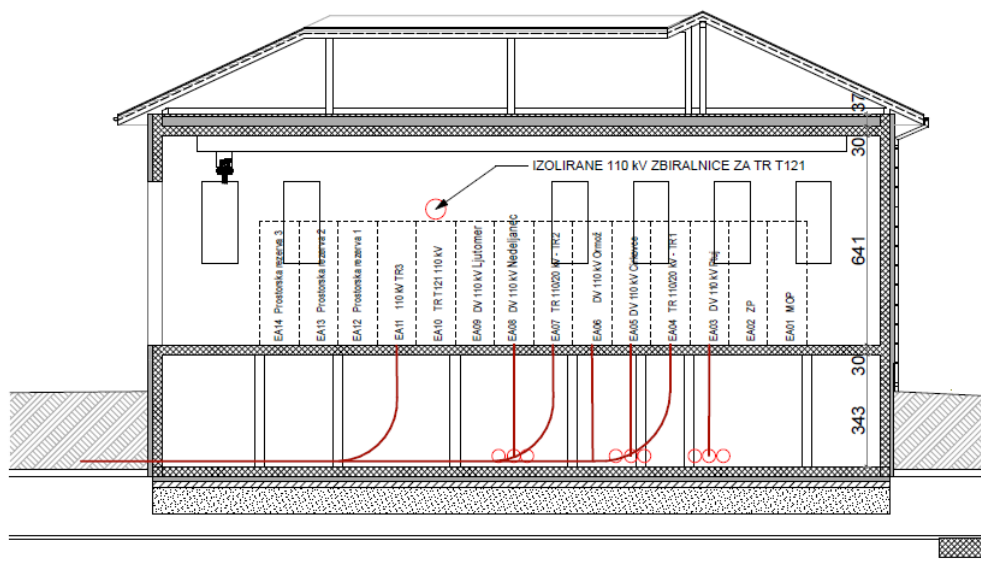 37
30
IZOLIRANE 110 kV ZBIRALNICE ZA TR T121
641
EA14 Prostorska rezerva 3
EA13 Prostorska rezerva 2
EA12 Prostorska rezerva 1
EA11 110 kV TR3
EA10 TR T121 110 kV
EA09 DV 110 kV Ljutomer
EA08 DV 110 kV Nedeljanec
EA07 TR 110/20 kV - TR2
EA06 DV 110 kV Ormož
EA05 DV 110 kV Cirkovce
EA04 TR 110/20 kV - TR1
EA03 DV 110 kV Ptuj
EA02 ZP
EA01 MOP
30
343